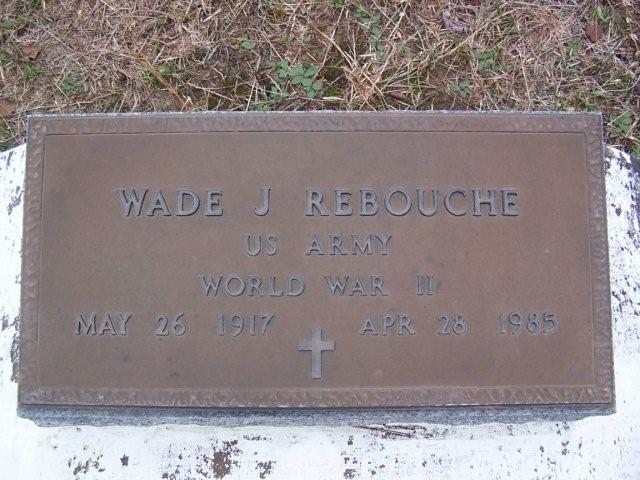 WADE J REBOUCHE
US ARMY
WORLD WAR II
MAY 26 1917 APR 28 1985